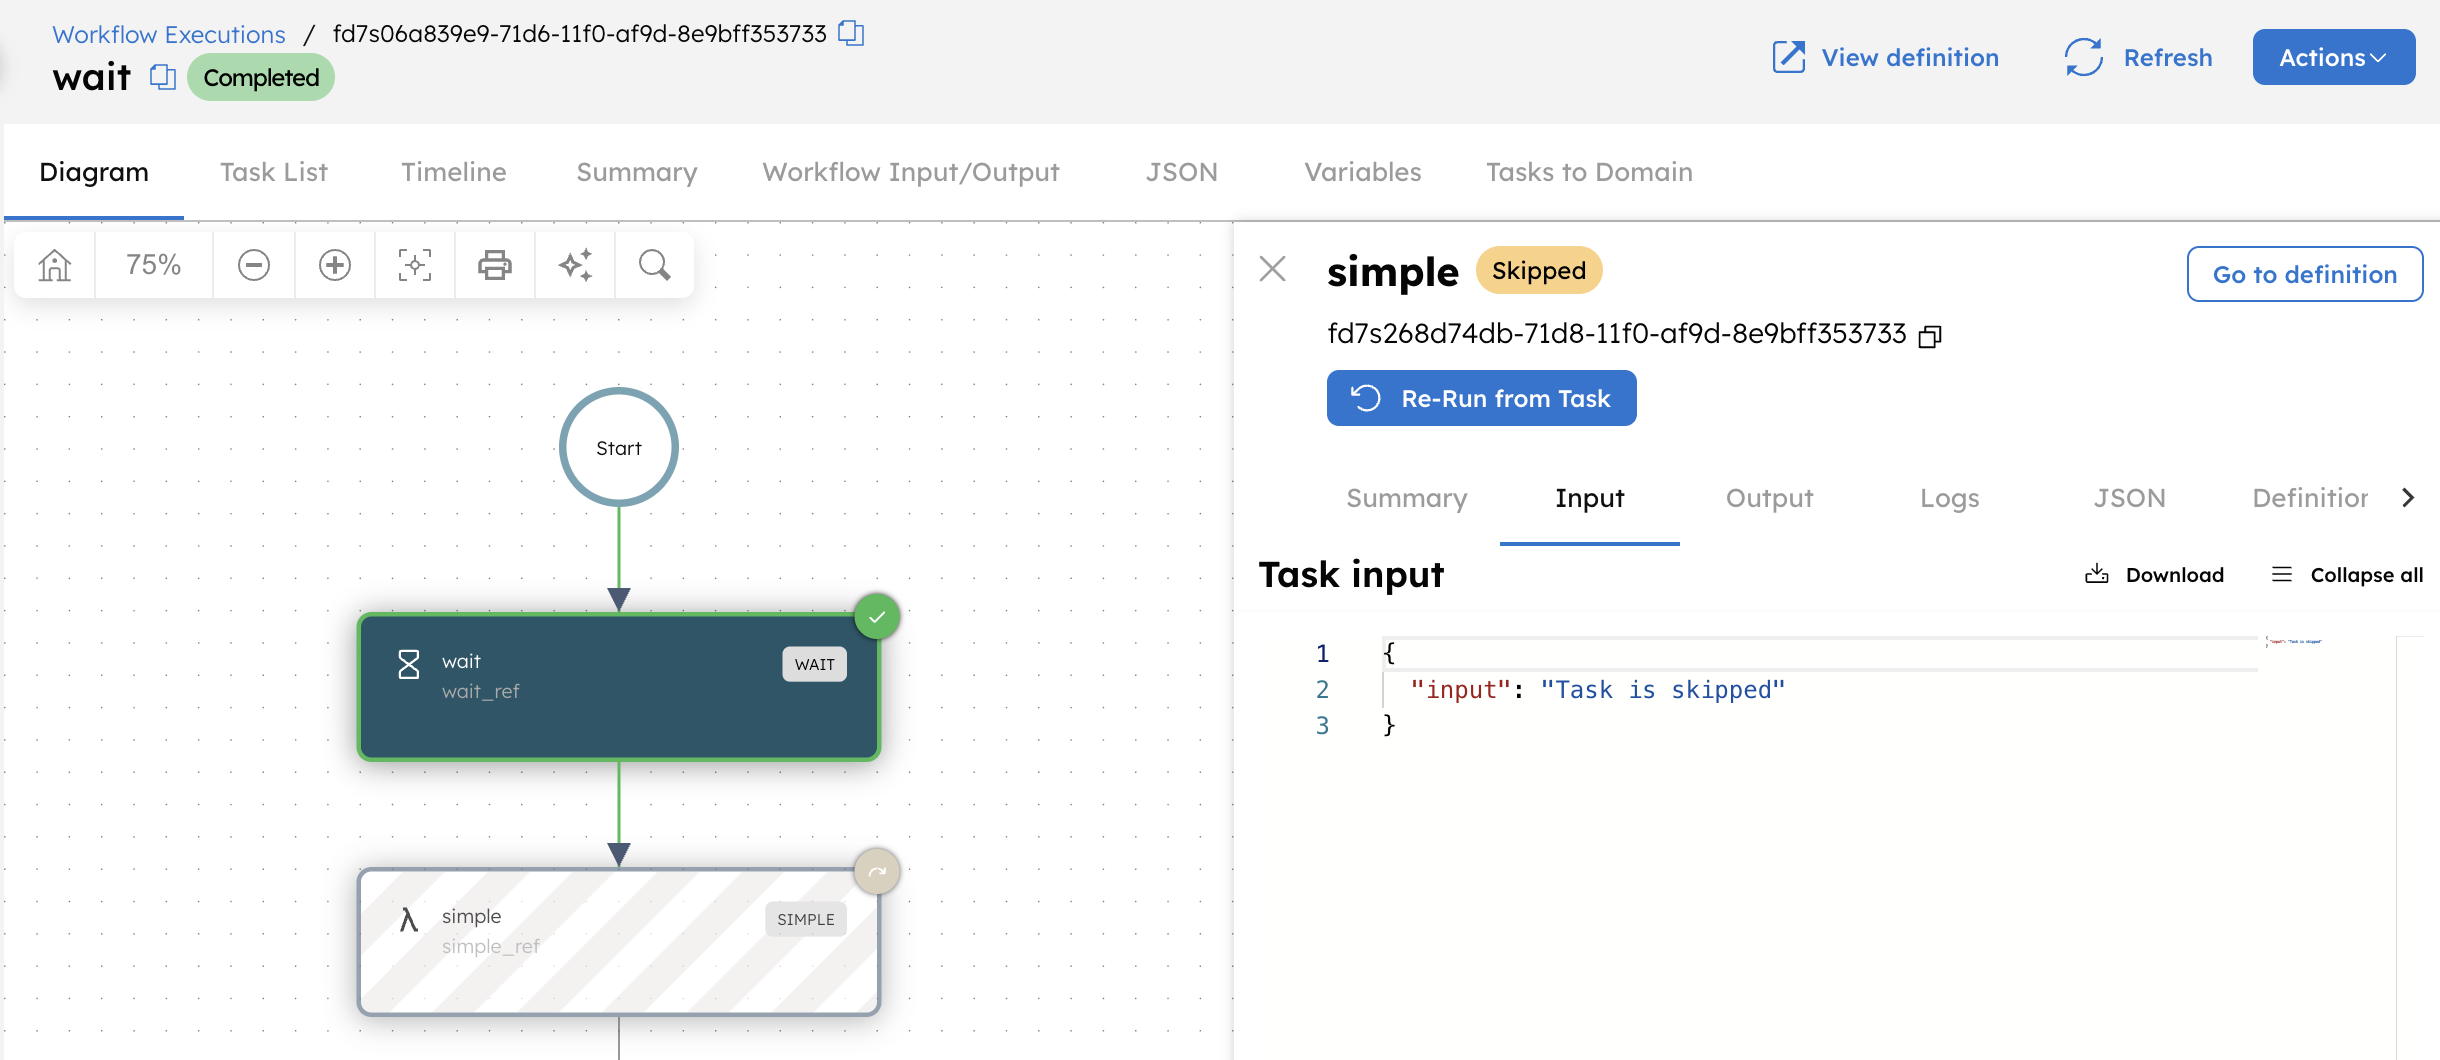 Workflow Executions / fd7s06a839e9-71d6-11f0-af9d-8e9bff353733
wait Completed
View definition
Refresh
Actions
Diagram Task List Timeline Summary Workflow Input/Output JSON Variables Tasks to Domain
75%
Start
wait
wait_ref
WAIT
simple
simple_ref
SIMPLE
simple Skipped
Go to definition
fd7s268d74db-71d8-11f0-af9d-8e9bff353733
Re-Run from Task
Summary Input Output Logs JSON Definition
Task input
Download
Collapse all
1 {
2 "input": "Task is skipped"
3 }